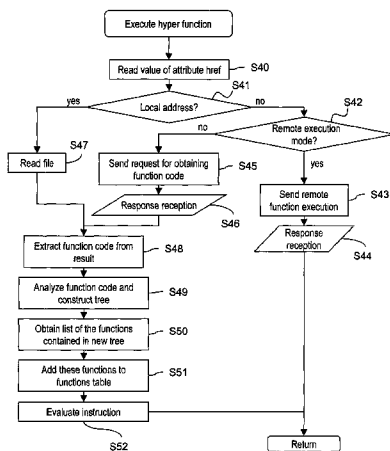 Execute hyper function
Read value of attribute href
S40
S41
Local address?
yes
no
S42
Remote execution
mode?
no
yes
S47
Read file
Send request for obtaining
function code
S45
Send remote
function execution
S43
Response reception
S46
Response
reception
S44
Extract function code from
result
S48
Analyze function code and
construct tree
S49
Obtain list of the functions
contained in new tree
S50
Add these functions to
functions table
S51
Evaluate instruction
S52
Return